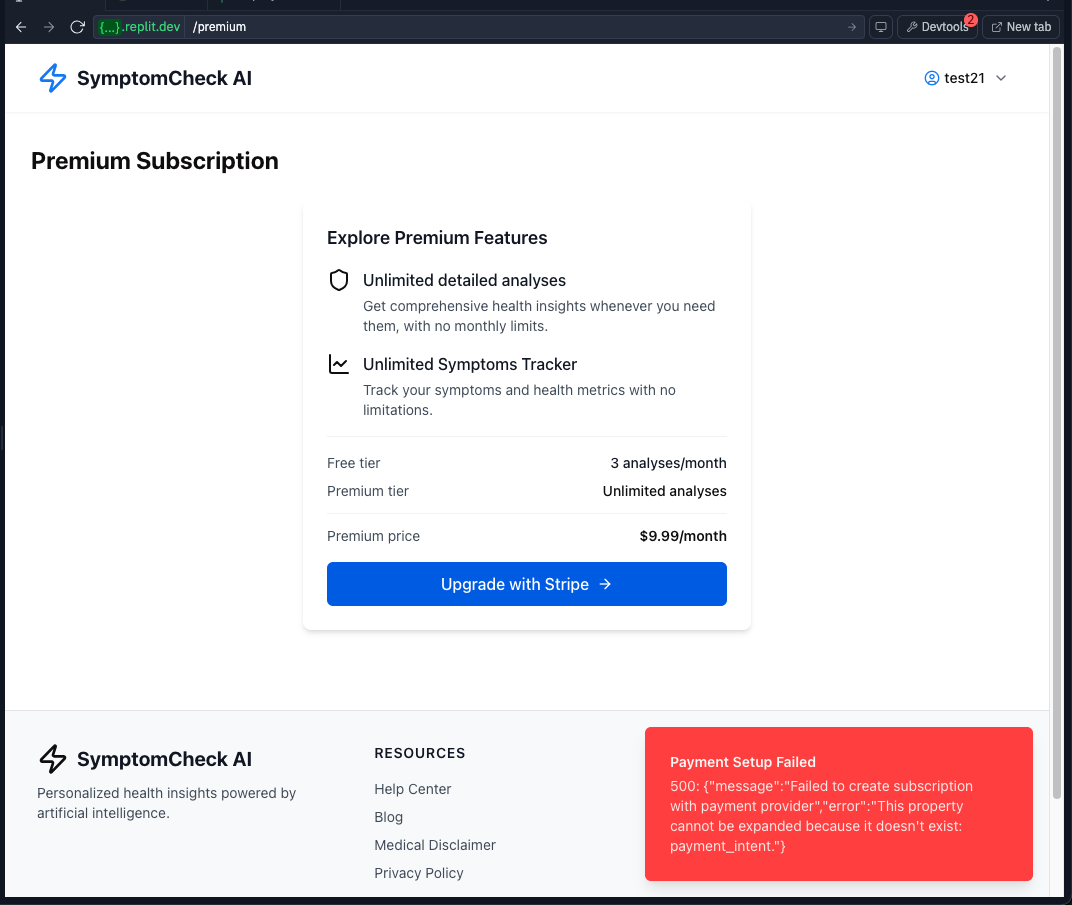 {...}.replit.dev /premium
Devtools 2
New tab
SymptomCheck AI
test21
Premium Subscription
Explore Premium Features
Unlimited detailed analyses
Get comprehensive health insights whenever you need
them, with no monthly limits.
Unlimited Symptoms Tracker
Track your symptoms and health metrics with no
limitations.
Free tier 3 analyses/month
Premium tier Unlimited analyses
Premium price $9.99/month
Upgrade with Stripe →
SymptomCheck AI
Personalized health insights powered by
artificial intelligence.
RESOURCES
Help Center
Blog
Medical Disclaimer
Privacy Policy
Payment Setup Failed
500: {"message":"Failed to create subscription
with payment provider","error":"This property
cannot be expanded because it doesn't exist:
payment_intent."}